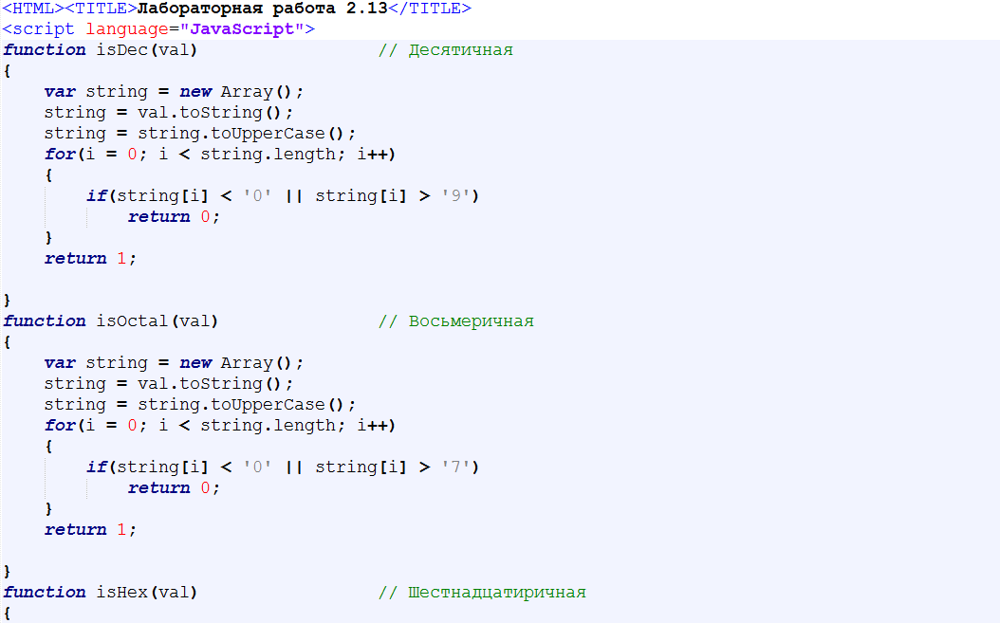 <HTML><TITLE>Лабораторная работа 2.13</TITLE>
<script language="JavaScript">
function isDec(val)                  // Десятичная
{
    var string = new Array();
    string = val.toString();
    string = string.toUpperCase();
    for(i = 0; i < string.length; i++)
    {
        if(string[i] < '0' || string[i] > '9')
            return 0;
    }
    return 1;

}
function isOctal(val)                // Восьмеричная
{
    var string = new Array();
    string = val.toString();
    string = string.toUpperCase();
    for(i = 0; i < string.length; i++)
    {
        if(string[i] < '0' || string[i] > '7')
            return 0;
    }
    return 1;

}
function isHex(val)                  // Шестнадцатиричная
{